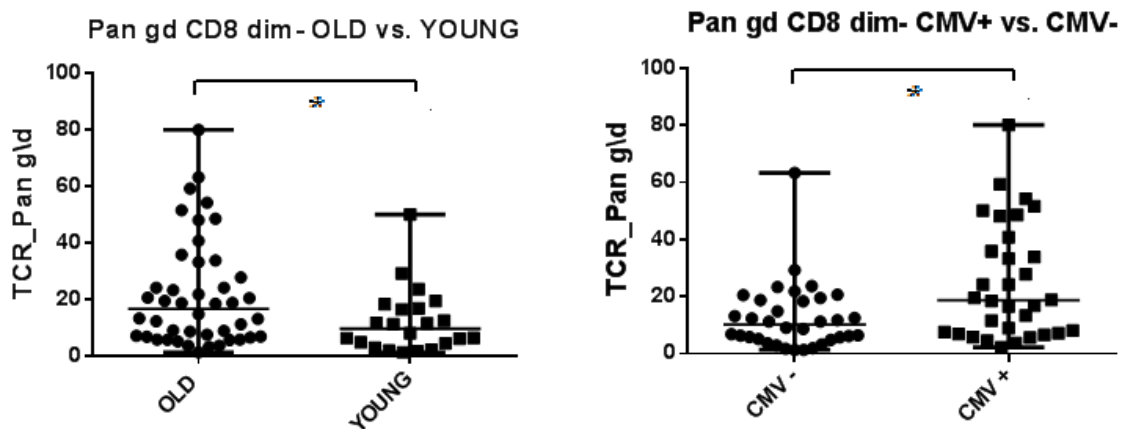 Pan gd CD8 dim- OLD vs. YOUNG
TCR_Pan g\d
100
80
60
40
20
0
*
OLD
YOUNG
Pan gd CD8 dim- CMV+ vs. CMV-
TCR_Pan g\d
100
80
60
40
20
0
*
CMV -
CMV +